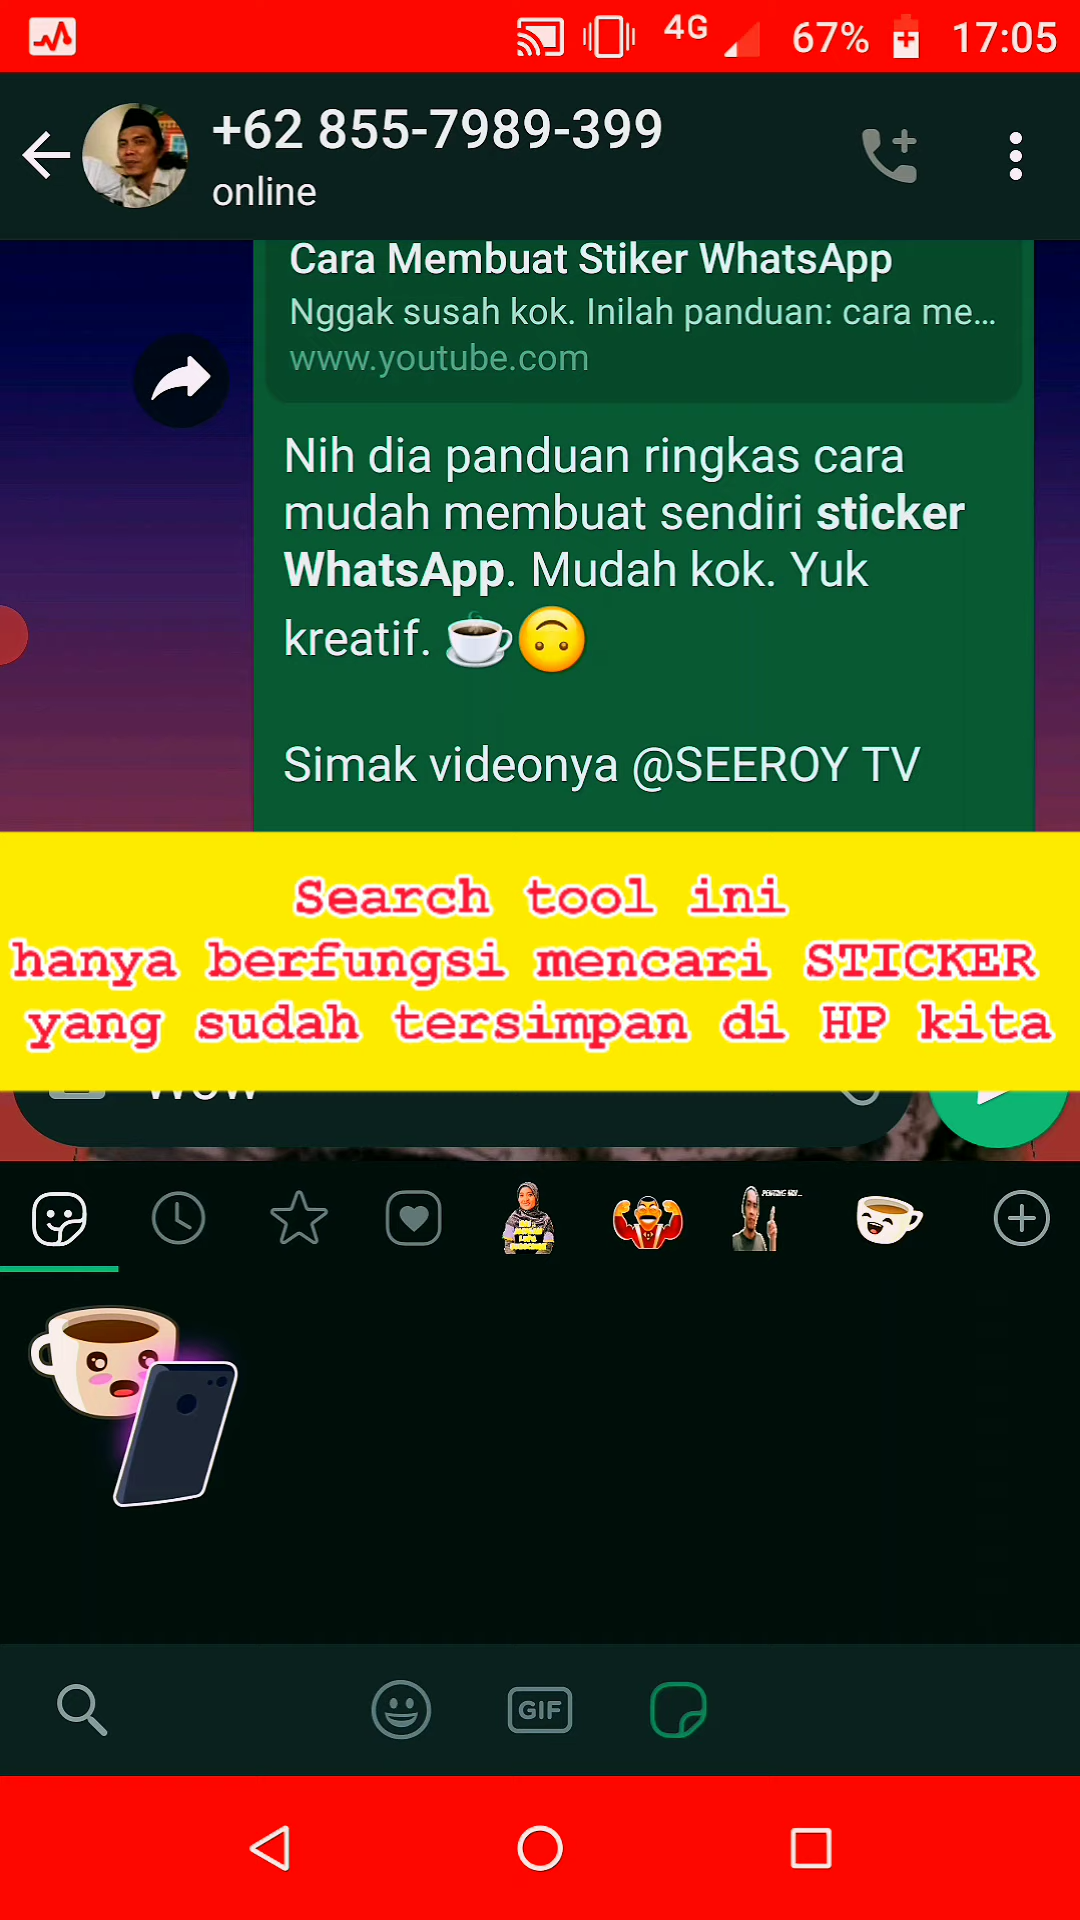 4G 67% 17:05
+62 855-7989-399
online
Cara Membuat Stiker WhatsApp
Nggak susah kok. Inilah panduan: cara me...
www.youtube.com
Nih dia panduan ringkas cara
mudah membuat sendiri sticker
WhatsApp. Mudah kok. Yuk
kreatif. ☕🙃
Simak videonya @SEEROY TV
Search tool ini
hanya berfungsi mencari STICKER
yang sudah tersimpan di HP kita
GIF